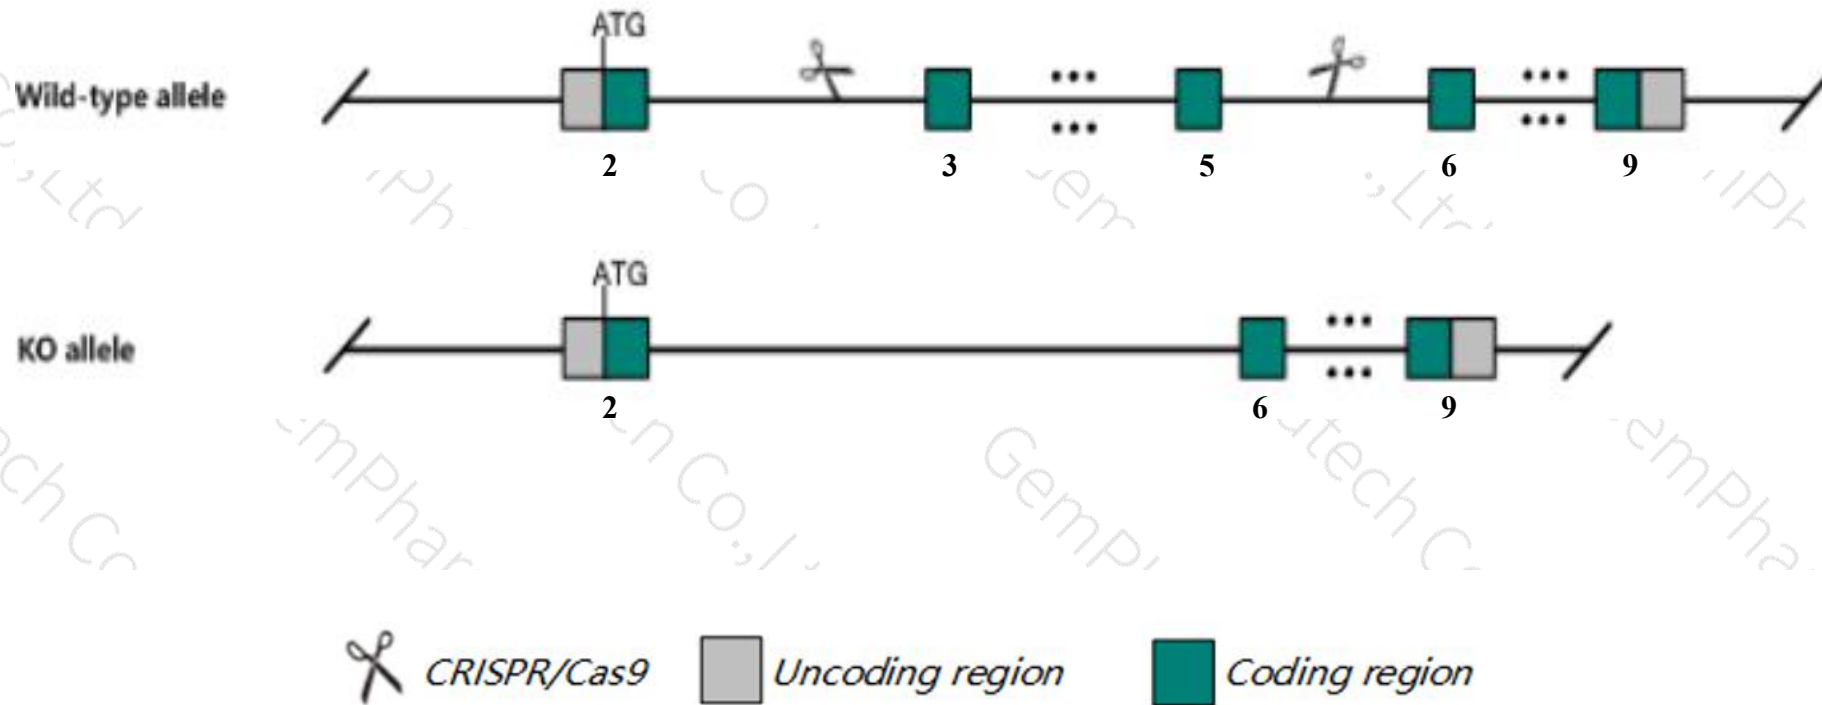 ATG
Wild-type allele
2 3 5 6 9
ATG
KO allele
2 6 9
GemPh
CRISPR/Cas9 Uncoding region Coding region